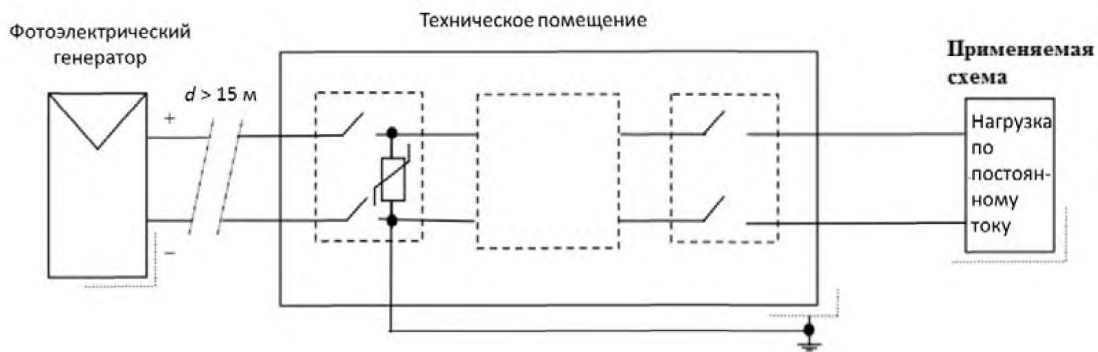 Техническое помещение
Фотоэлектрический
генератор
d > 15 м
+
−
Применяемая
схема
Нагрузка
по
постоян-
ному
току